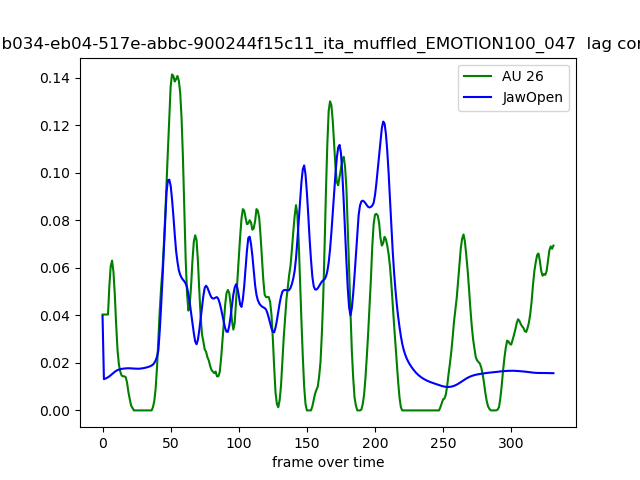 b034-eb04-517e-abbc-900244f15c11_ita_muffled_EMOTION100_047 lag cor
AU 26
JawOpen
0.14
0.12
0.10
0.08
0.06
0.04
0.02
0.00
0 50 100 150 200 250 300
frame over time